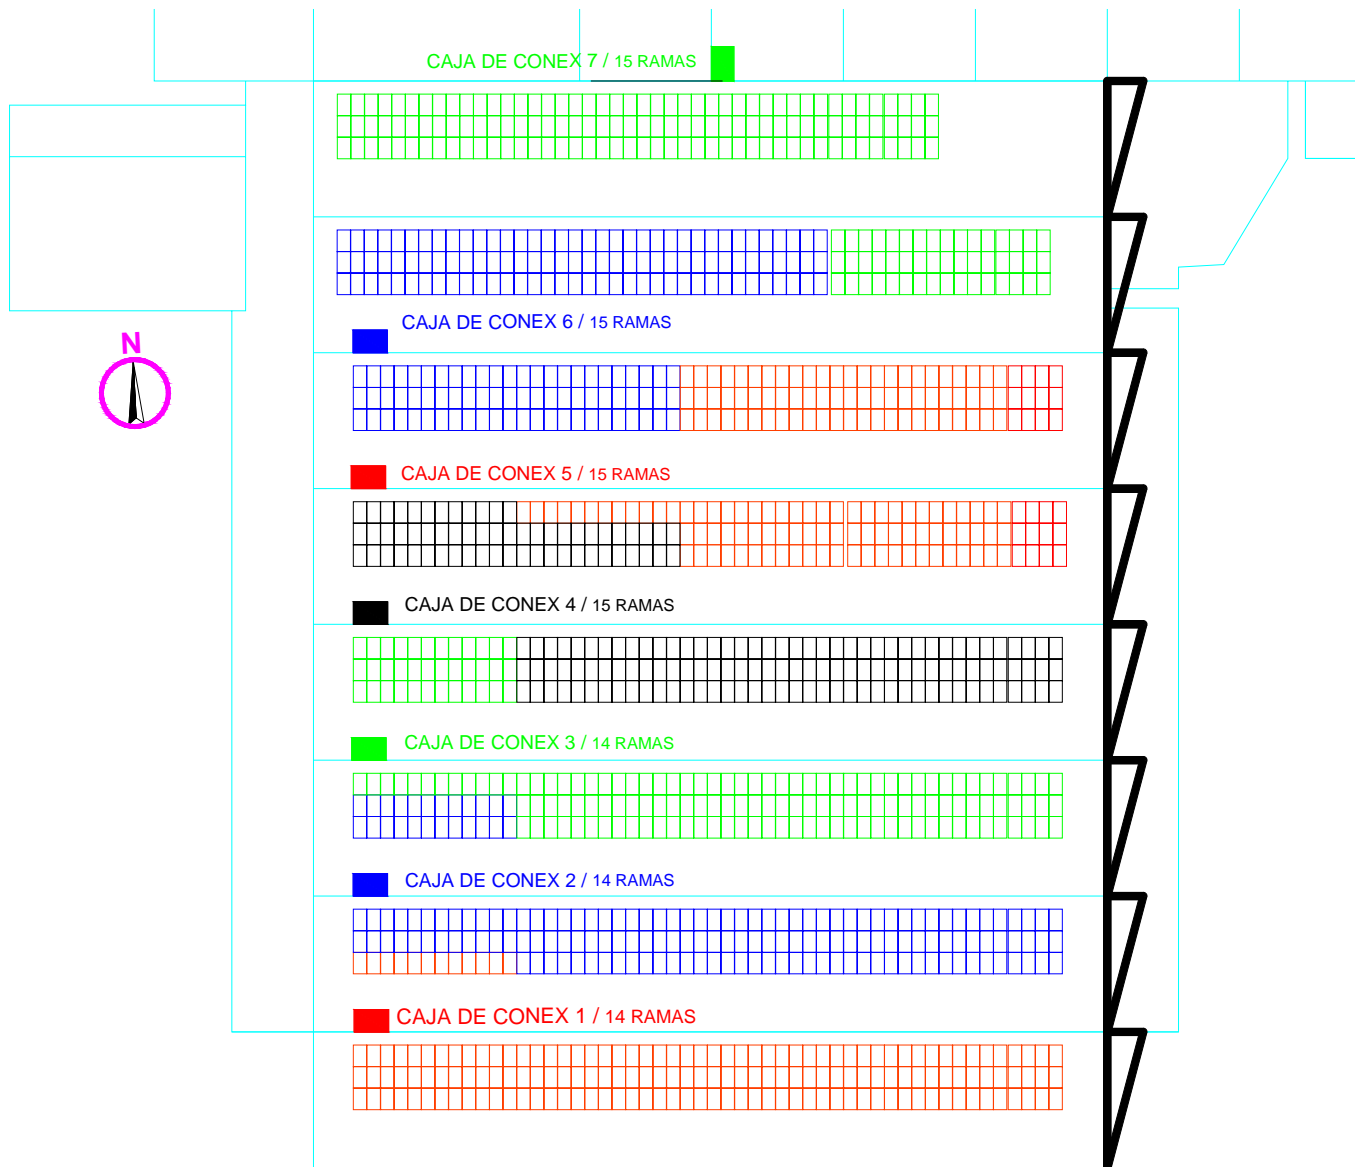 CAJA DE CONEX 7 / 15 RAMAS
CAJA DE CONEX 6 / 15 RAMAS
N
CAJA DE CONEX 5 / 15 RAMAS
CAJA DE CONEX 4 / 15 RAMAS
CAJA DE CONEX 3 / 14 RAMAS
CAJA DE CONEX 2 / 14 RAMAS
CAJA DE CONEX 1 / 14 RAMAS